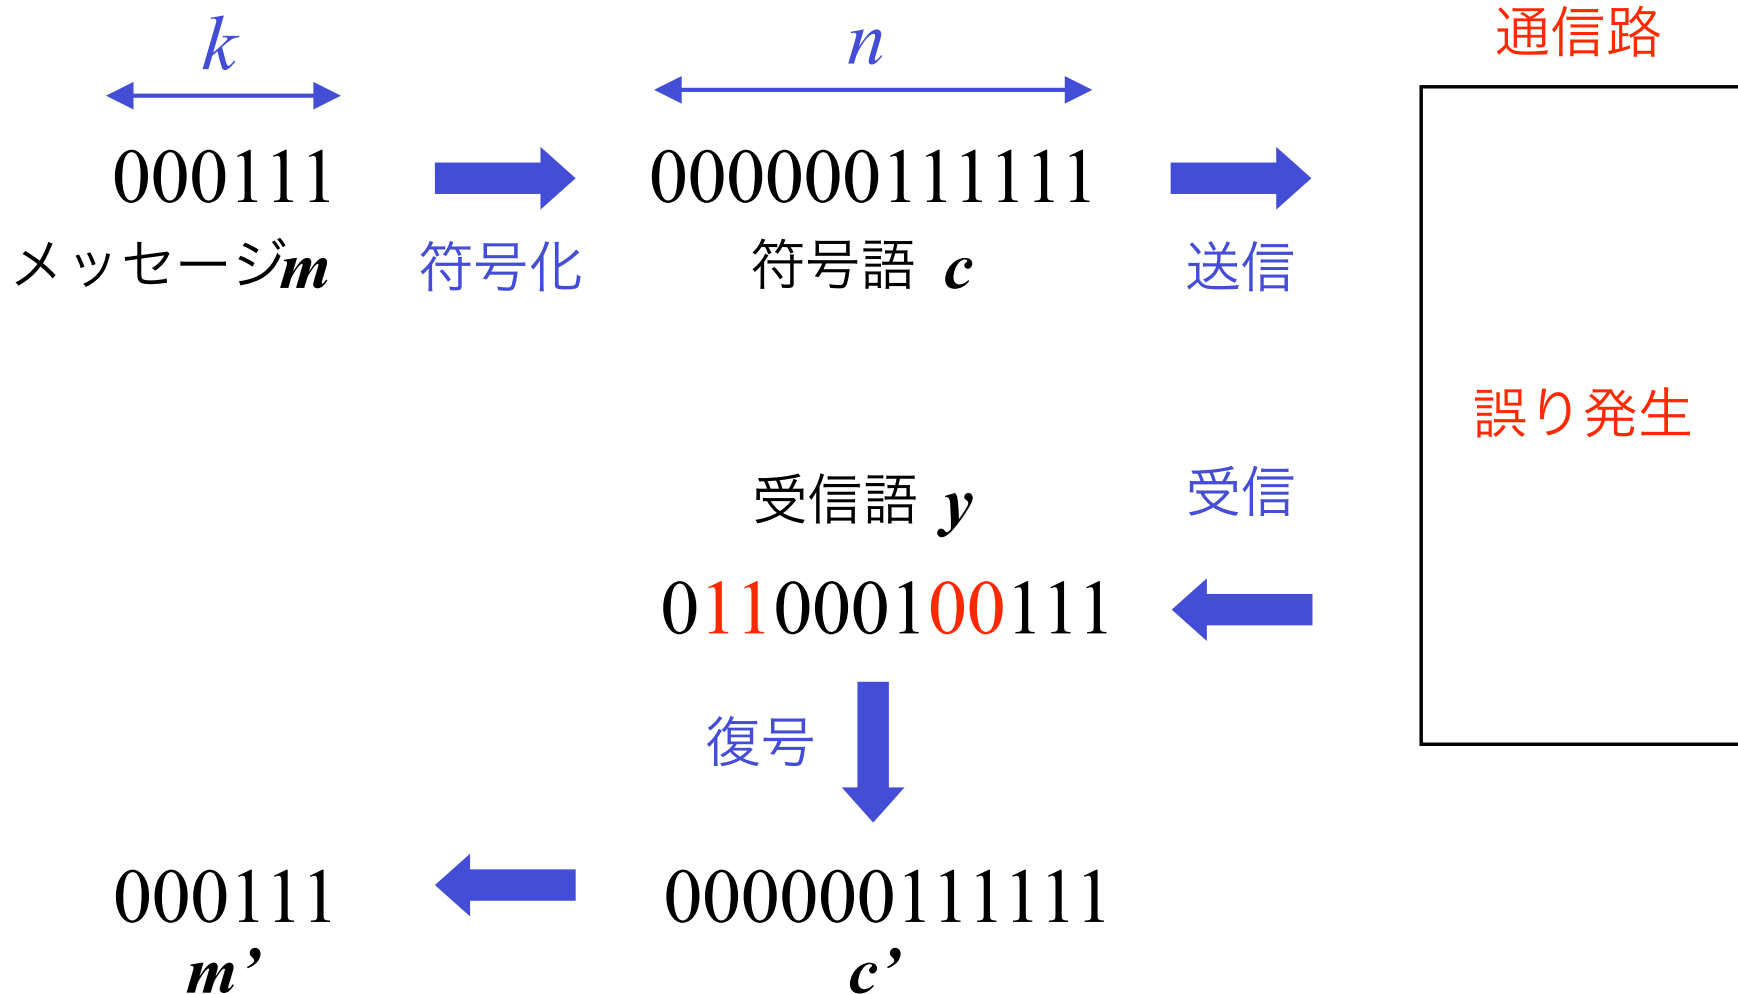 k
n
通信路
000111
000000111111
メッセージm
符号化
符号語 c
送信
誤り発生
受信語 y
受信
011000100111
復号
000111
000000111111
m’
c’